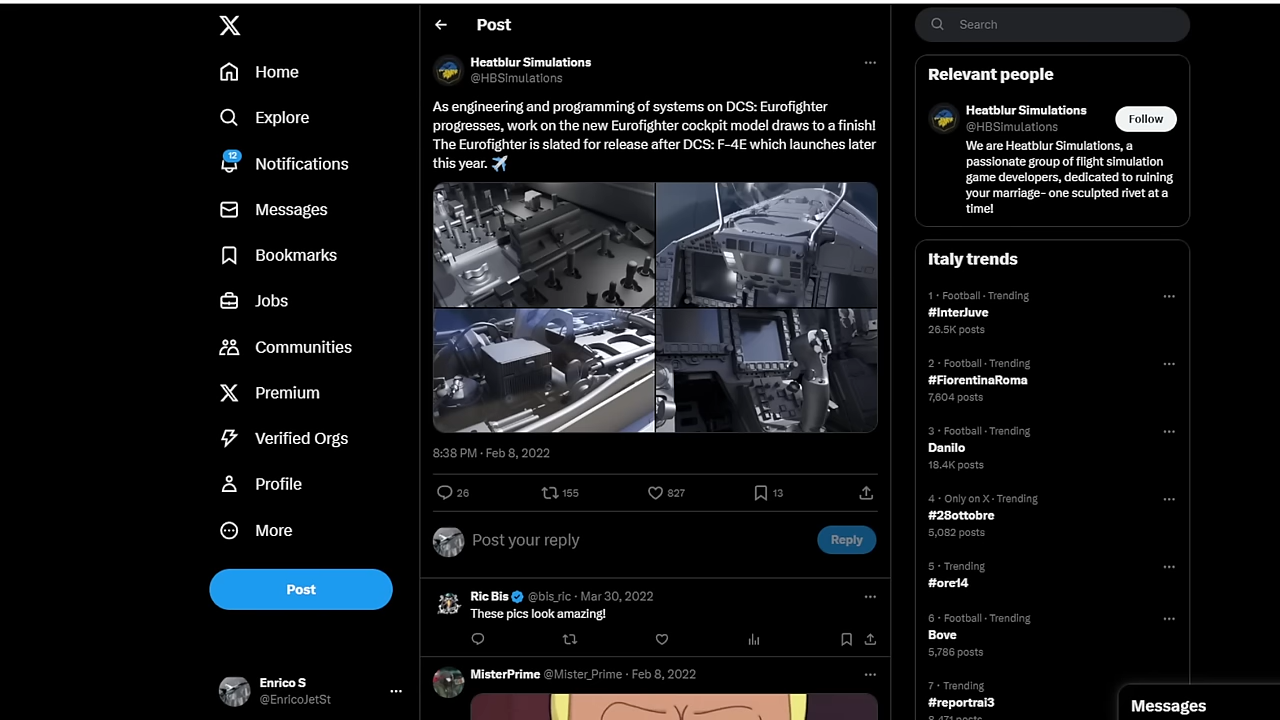 Home
Explore
12
Notifications
Messages
Bookmarks
Jobs
Communities
Premium
Verified Orgs
Profile
More
Post
Enrico S
@EnricoJetSt
Post
Heatblur Simulations
@HBSimulations
As engineering and programming of systems on DCS: Eurofighter
progresses, work on the new Eurofighter cockpit model draws to a finish!
The Eurofighter is slated for release after DCS: F-4E which launches later
this year. ✈️
8:38 PM · Feb 8, 2022
26 155 827 13
Post your reply
Reply
Ric Bis @bis_ric · Mar 30, 2022
These pics look amazing!
MisterPrime @Mister_Prime · Feb 8, 2022
Search
Relevant people
Heatblur Simulations
@HBSimulations
Follow
We are Heatblur Simulations, a
passionate group of flight simulation
game developers, dedicated to ruining
your marriage- one sculpted rivet at a
time!
Italy trends
1 · Football · Trending
#InterJuve
26.5K posts
2 · Football · Trending
#FiorentinaRoma
7,604 posts
3 · Football · Trending
Danilo
18.4K posts
4 · Only on X · Trending
#28ottobre
5,082 posts
5 · Trending
#ore14
6 · Football · Trending
Bove
5,786 posts
7 · Trending
#reportrai3
8,471 posts
Messages